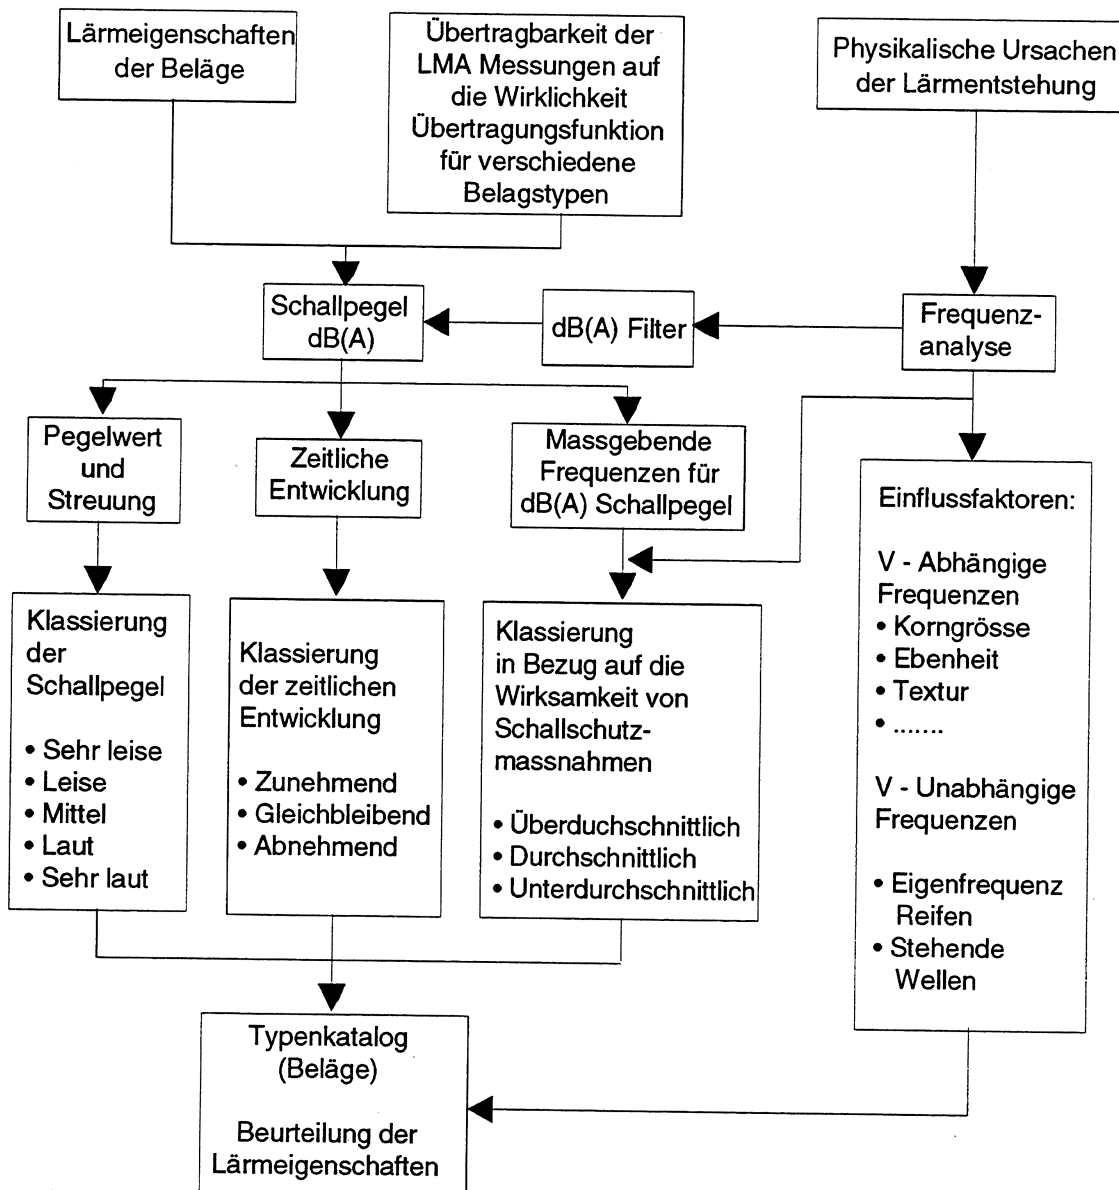 Lärmeigenschaften
der Beläge
Übertragbarkeit der
LMA Messungen auf
die Wirklichkeit
Übertragungsfunktion
für verschiedene
Belagstypen
Physikalische Ursachen
der Lärmentstehung
Schallpegel
dB(A)
dB(A) Filter
Frequenz-
analyse
Pegelwert
und
Streuung
Zeitliche
Entwicklung
Massgebende
Frequenzen für
dB(A) Schallpegel
Klassierung
der
Schallpegel
• Sehr leise
• Leise
• Mittel
• Laut
• Sehr laut
Klassierung
der zeitlichen
Entwicklung
• Zunehmend
• Gleichbleibend
• Abnehmend
Klassierung
in Bezug auf die
Wirksamkeit von
Schallschutz-
massnahmen
• Überduchschnittlich
• Durchschnittlich
• Unterdurchschnittlich
Einflussfaktoren:
V - Abhängige
Frequenzen
• Korngrösse
• Ebenheit
• Textur
• .......
V - Unabhängige
Frequenzen
• Eigenfrequenz
Reifen
• Stehende
Wellen
Typenkatalog
(Beläge)
Beurteilung der
Lärmeigenschaften